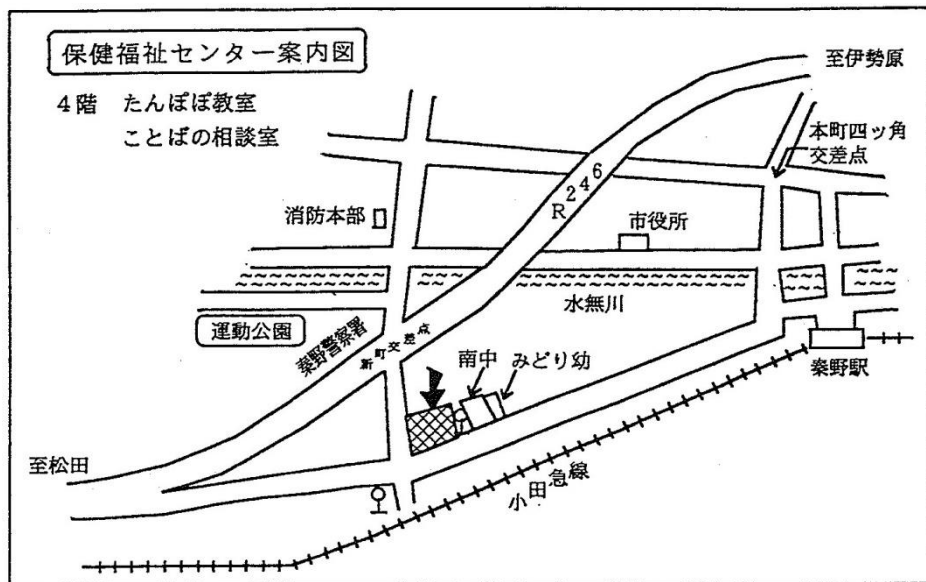 保健福祉センター案内図
4階 たんぽぽ教室
ことばの相談室
至伊勢原
本町四ッ角
交差点
R246
消防本部
市役所
水無川
運動公園
秦野警察署
新町交差点
南中
みどり幼
秦野駅
至松田
小田急線